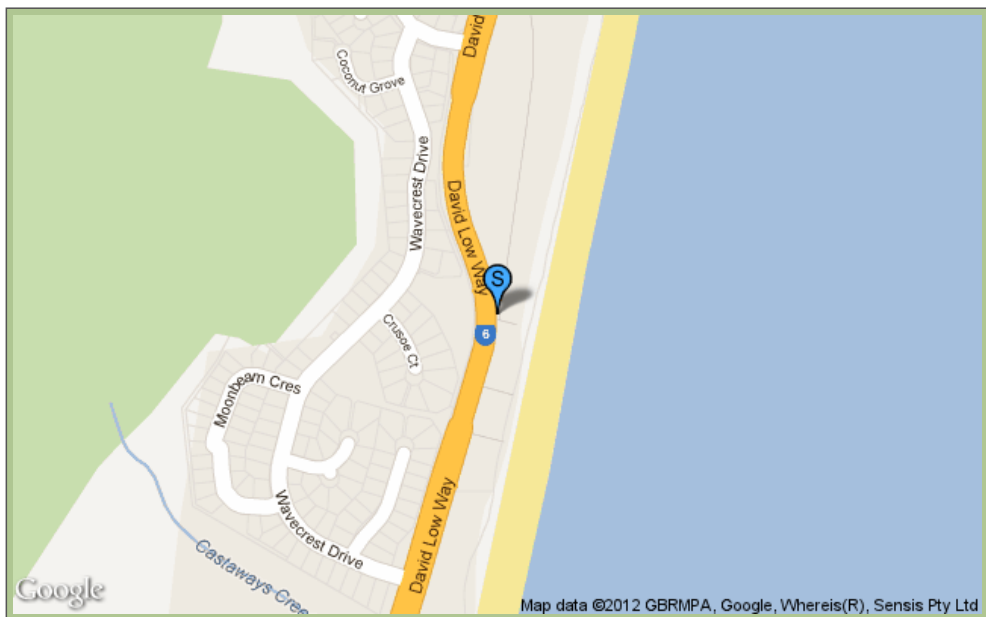 David
Coconut Grove
Wavecrest Drive
David Low Way
S
6
Crusoe Ct
Moonbeam Cres
Wavecrest Drive
David Low Way
Castaways Cree
Google
Map data ©2012 GBRMPA, Google, Whereis(R), Sensis Pty Ltd